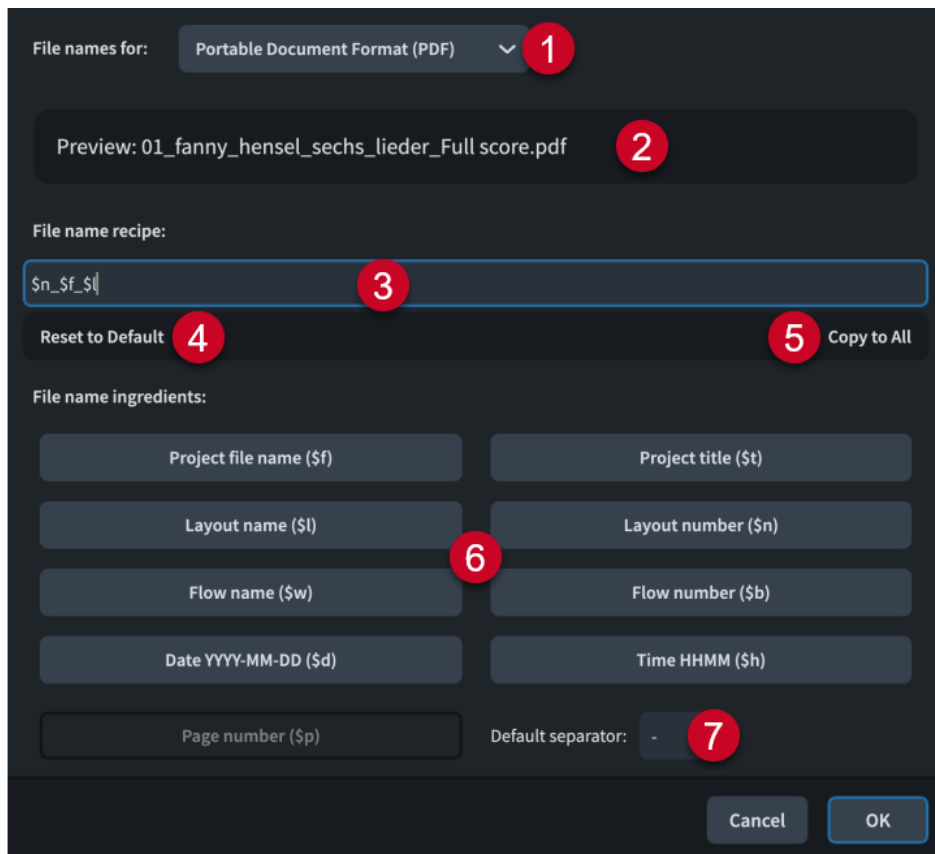 File names for: Portable Document Format (PDF) 1
Preview: 01_fanny_hensel_sechs_lieder_Full score.pdf 2
File name recipe:
$n_$f_$l 3
Reset to Default 4 5 Copy to All
File name ingredients:
Project file name ($f) Project title ($t)
Layout name ($l) Layout number ($n)
6
Flow name ($w) Flow number ($b)
Date YYYY-MM-DD ($d) Time HHMM ($h)
Page number ($p) Default separator: - 7
Cancel OK